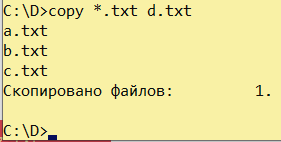 C:\D>copy *.txt d.txt
a.txt
b.txt
c.txt
Скопировано файлов:         1.
C:\D>